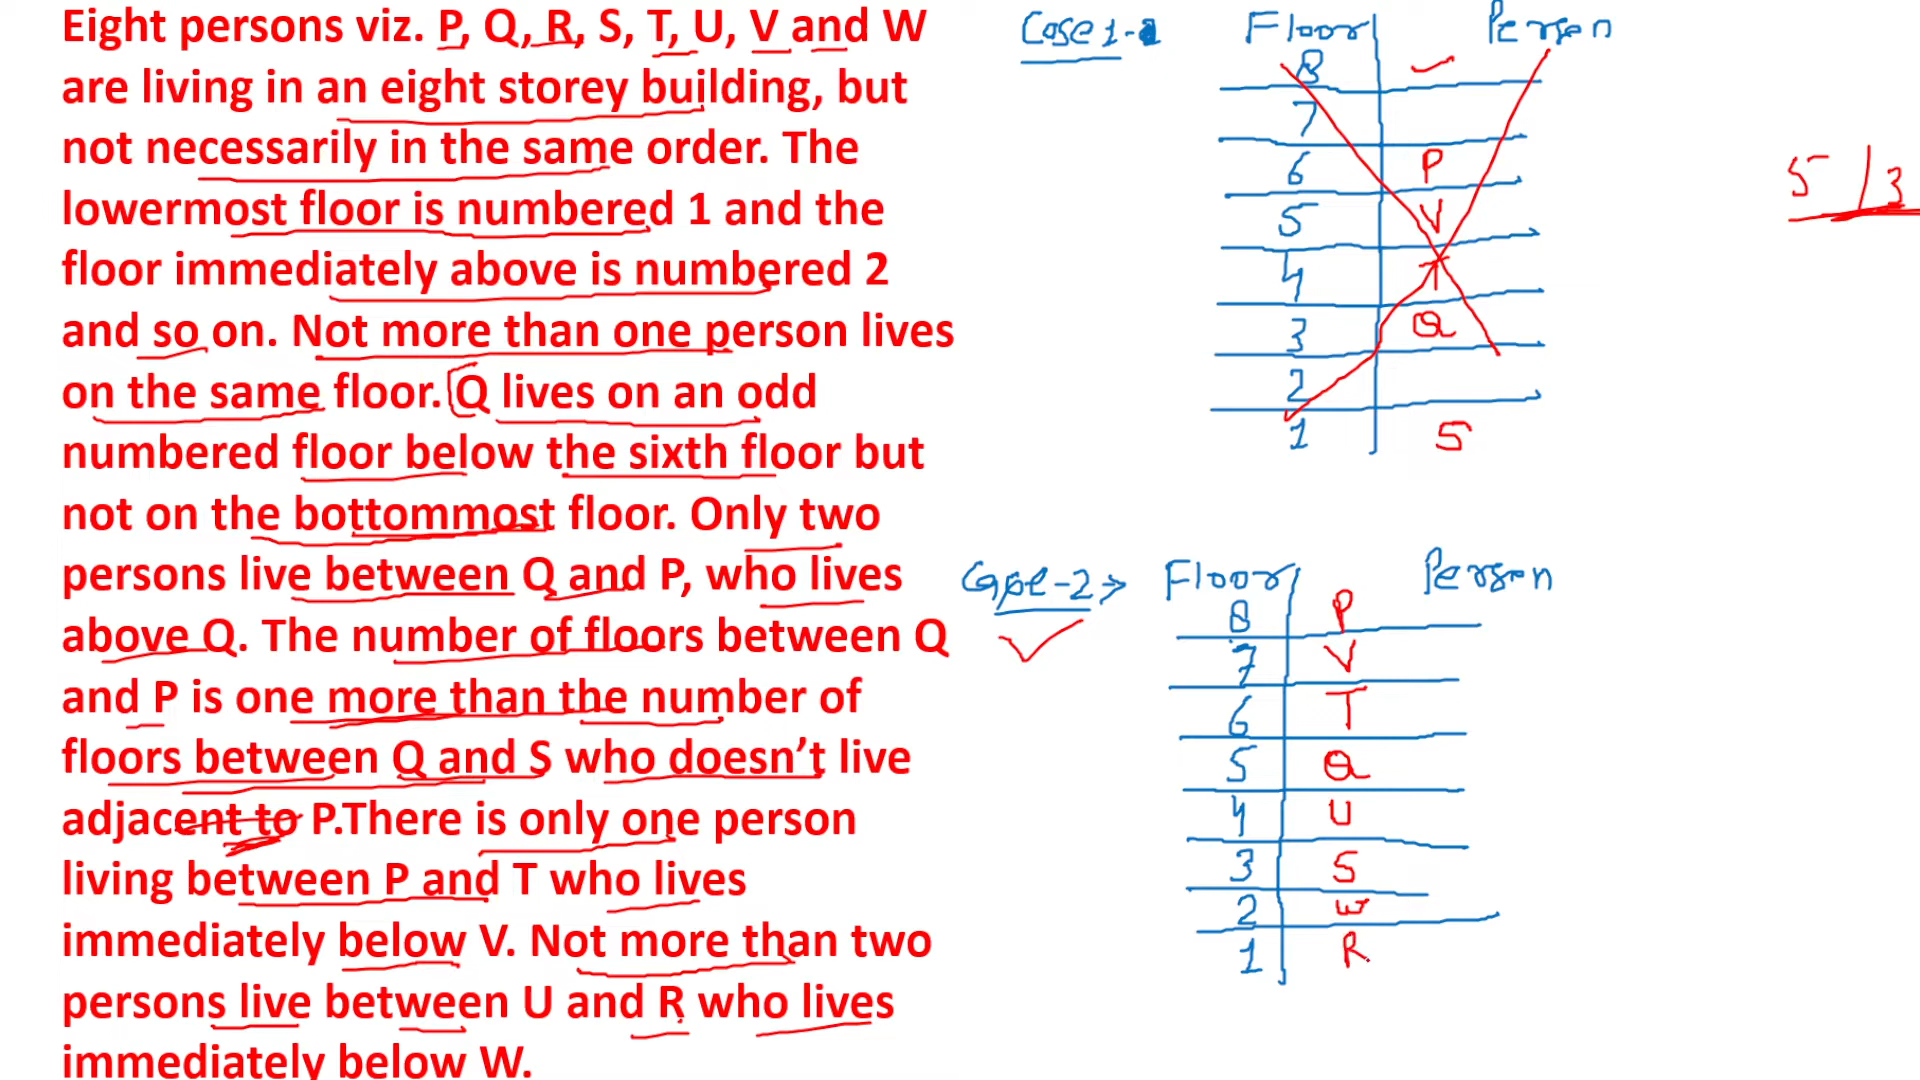 Eight persons viz. P, Q, R, S, T, U, V and W
are living in an eight storey building, but
not necessarily in the same order. The
lowermost floor is numbered 1 and the
floor immediately above is numbered 2
and so on. Not more than one person lives
on the same floor. Q lives on an odd
numbered floor below the sixth floor but
not on the bottommost floor. Only two
persons live between Q and P, who lives
above Q. The number of floors between Q
and P is one more than the number of
floors between Q and S who doesn't live
adjacent to P.There is only one person
living between P and T who lives
immediately below V. Not more than two
persons live between U and R who lives
immediately below W.
Case 1 Floor Person
8
7
6 P
5 V
4 T
3 Q
2
1 S
5 / 3
Case-2 Floor Person
8 P
7 V
6 T
5 Q
4 U
3 S
2 W
1 R